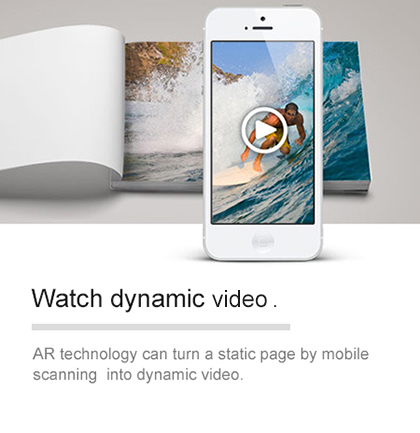 Watch dynamic video .
AR technology can turn a static page by mobile
scanning  into dynamic video.